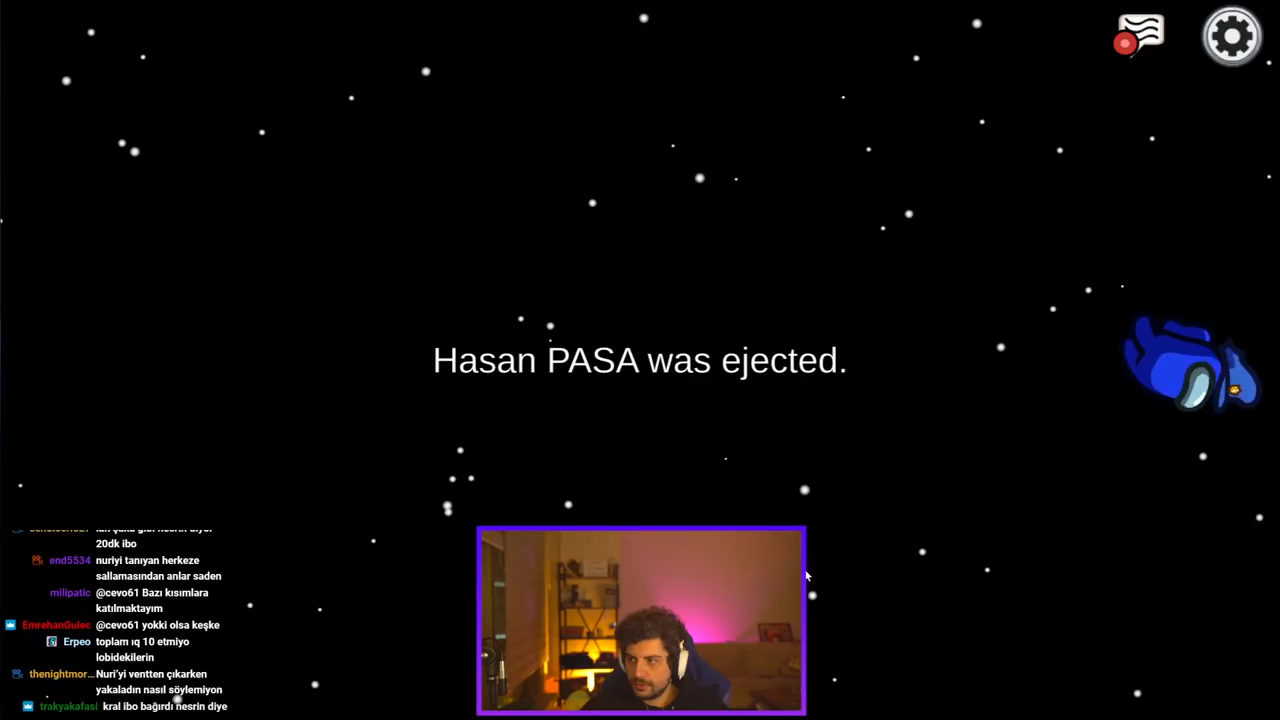 Hasan PASA was ejected.
20dk ibo
end5534 nuriyi tanıyan herkeze
sallamasından anlar saden
milipatic @cevo61 Bazı kısımlara
katılmaktayım
EmrehanGulec @cevo61 yokki olsa keşke
Erpeo toplam ıq 10 etmiyo
lobidekilerin
thenightmor... Nuri'yi ventten çıkarken
yakaladın nasıl söylemiyon
trakyakafasi kral ibo bağırdı nesrin diye